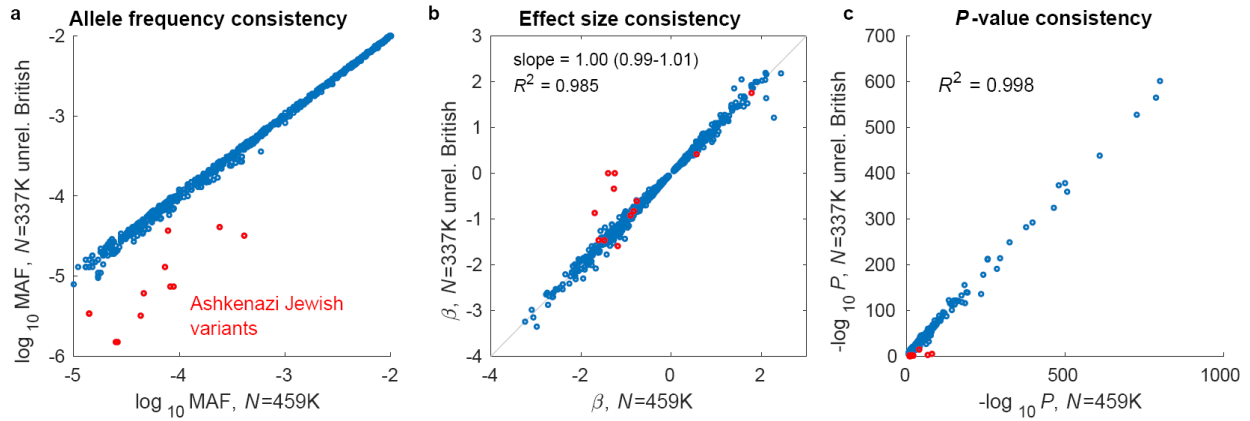 a
Allele frequency consistency
log 10 MAF, N=337K unrel. British
-2
-3
-4
-5
-6
Ashkenazi Jewish
variants
-5
-4
-3
-2
log 10 MAF, N=459K
b
Effect size consistency
β, N=337K unrel. British
3
2
1
0
-1
-2
-3
-4
slope = 1.00 (0.99-1.01)
R2 = 0.985
-4
-2
0
2
β, N=459K
c
P-value consistency
-log 10 P, N=337K unrel. British
700
600
500
400
300
200
100
0
R2 = 0.998
0
500
1000
-log 10 P, N=459K